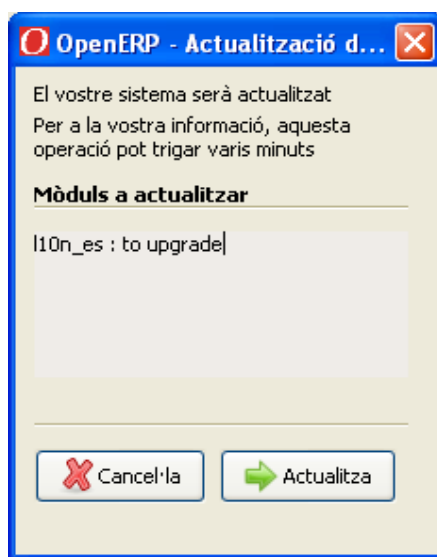 OpenERP - Actualització d...
El vostre sistema serà actualitzat
Per a la vostra informació, aquesta
operació pot trigar varis minuts
Mòduls a actualitzar
l10n_es : to upgrade
Cancel·la
Actualitza